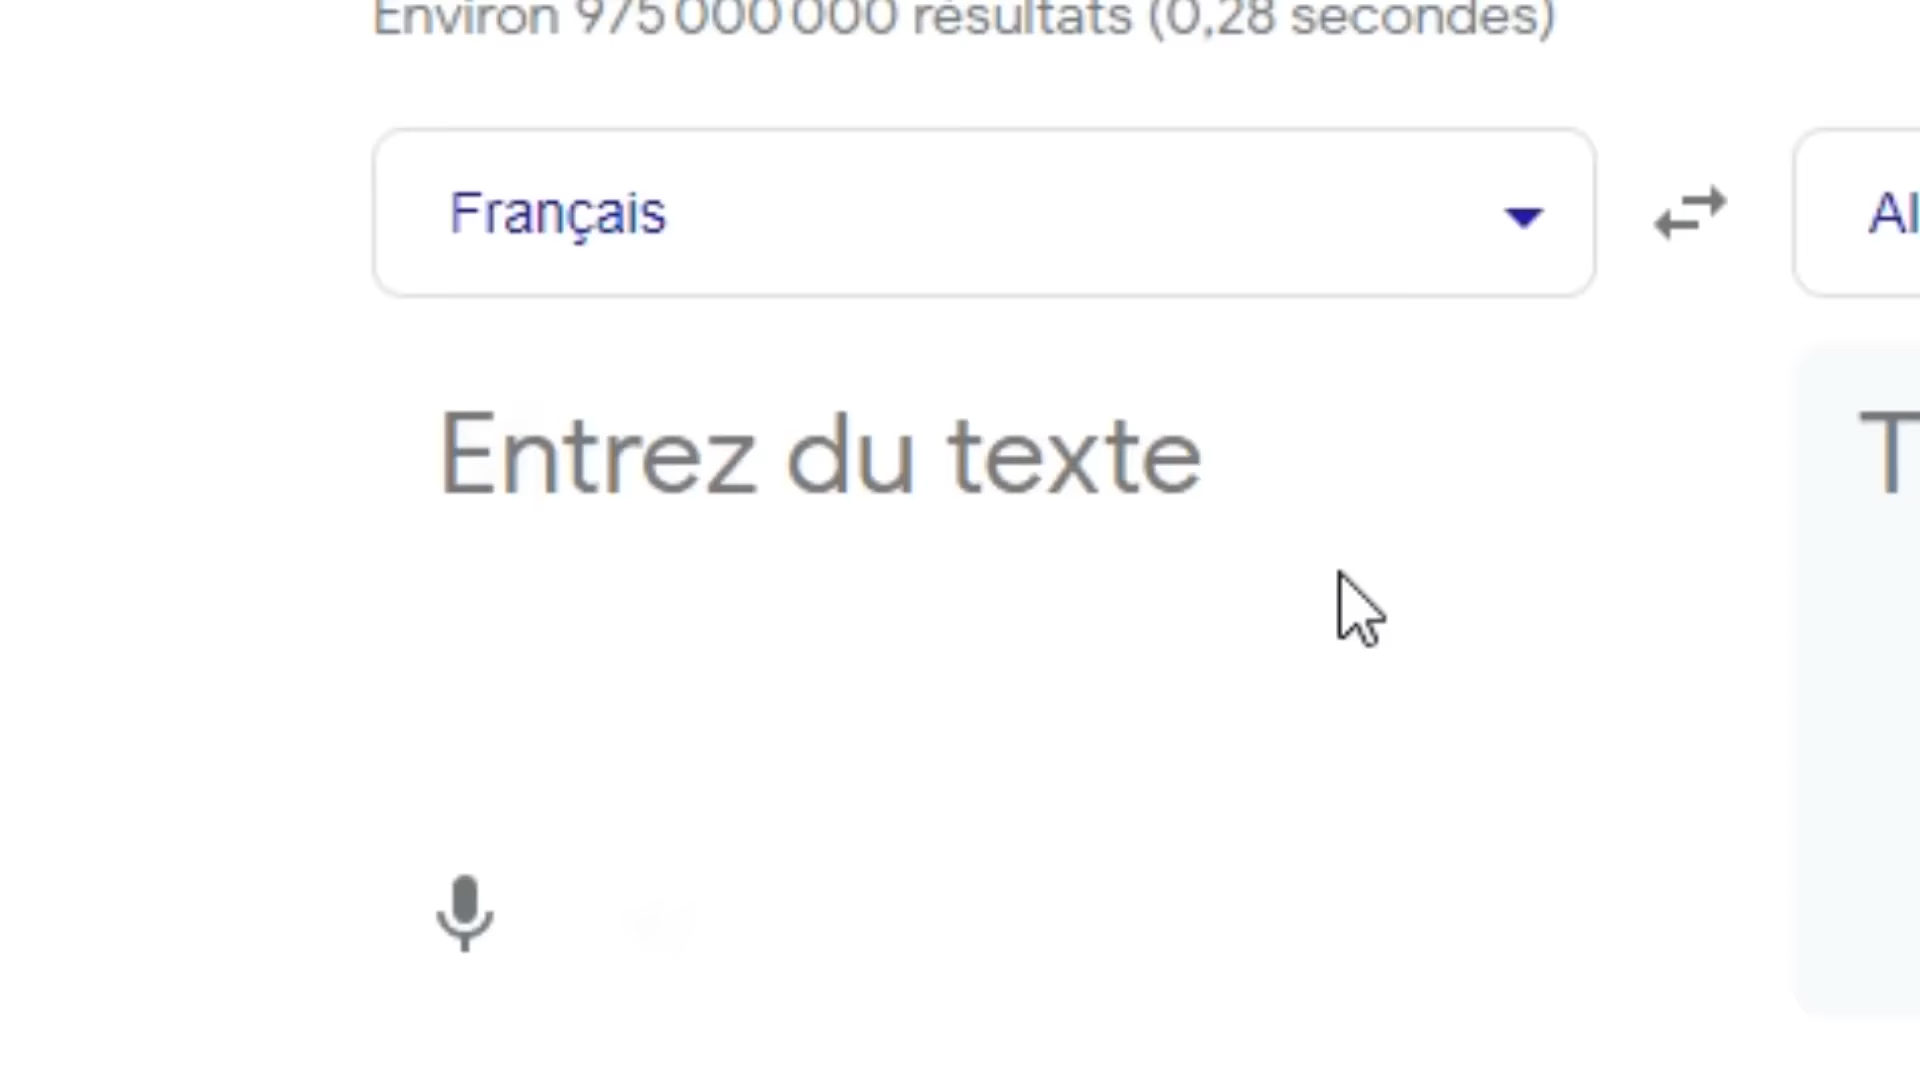 Environ 975 000 000 résultats (0,28 secondes)
Français
Entrez du texte